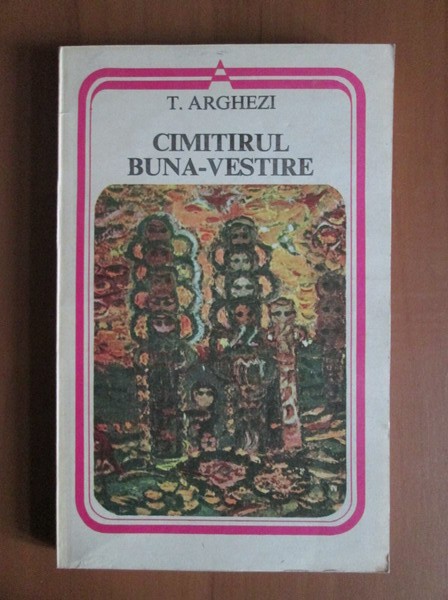 T. ARGHEZI
CIMITIRUL
BUNA-VESTIRE